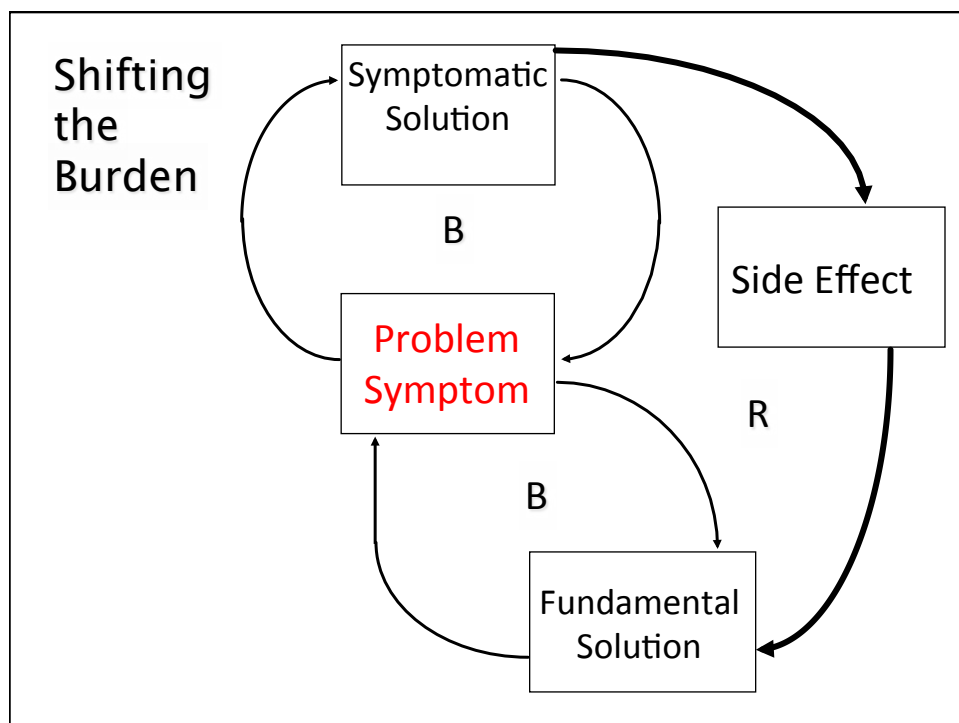 Shifting
the
Burden
Symptomatic
Solution
B
Side Effect
Problem
Symptom
R
B
Fundamental
Solution